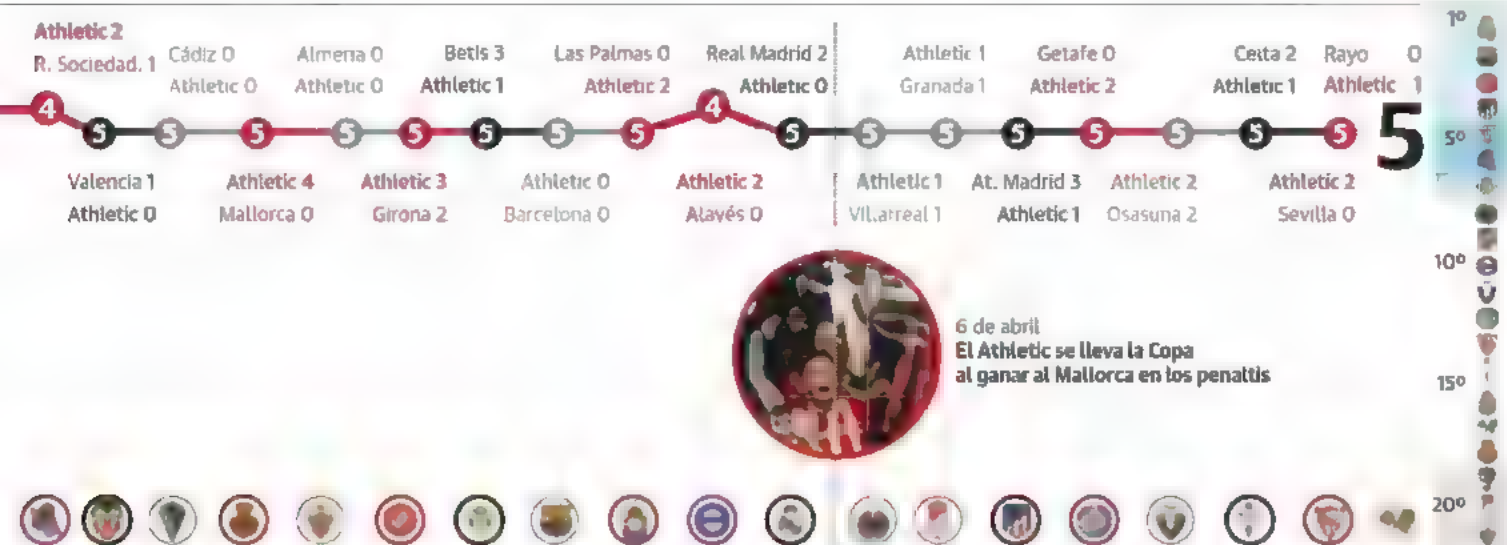 Athletic 2
R. Sociedad. 1
Cádiz 0
Athletic 0
Almería 0
Athletic 0
Betis 3
Athletic 1
Las Palmas 0
Athletic 2
Real Madrid 2
Athletic 0
Athletic 1
Granada 1
Getafe 0
Athletic 2
Celta 2
Athletic 1
Rayo 0
Athletic 1
4 5 5 5 5 5 5 5 5 4 5 5 5 5 5 5 5 5 5
Valencia 1
Athletic 0
Athletic 4
Mallorca 0
Athletic 3
Girona 2
Athletic 0
Barcelona 0
Athletic 2
Alavés 0
Athletic 1
Villarreal 1
At. Madrid 3
Athletic 1
Athletic 2
Osasuna 2
Athletic 2
Sevilla 0
6 de abril
El Athletic se lleva la Copa
al ganar al Mallorca en los penaltis
1º
5º
10º
15º
20º